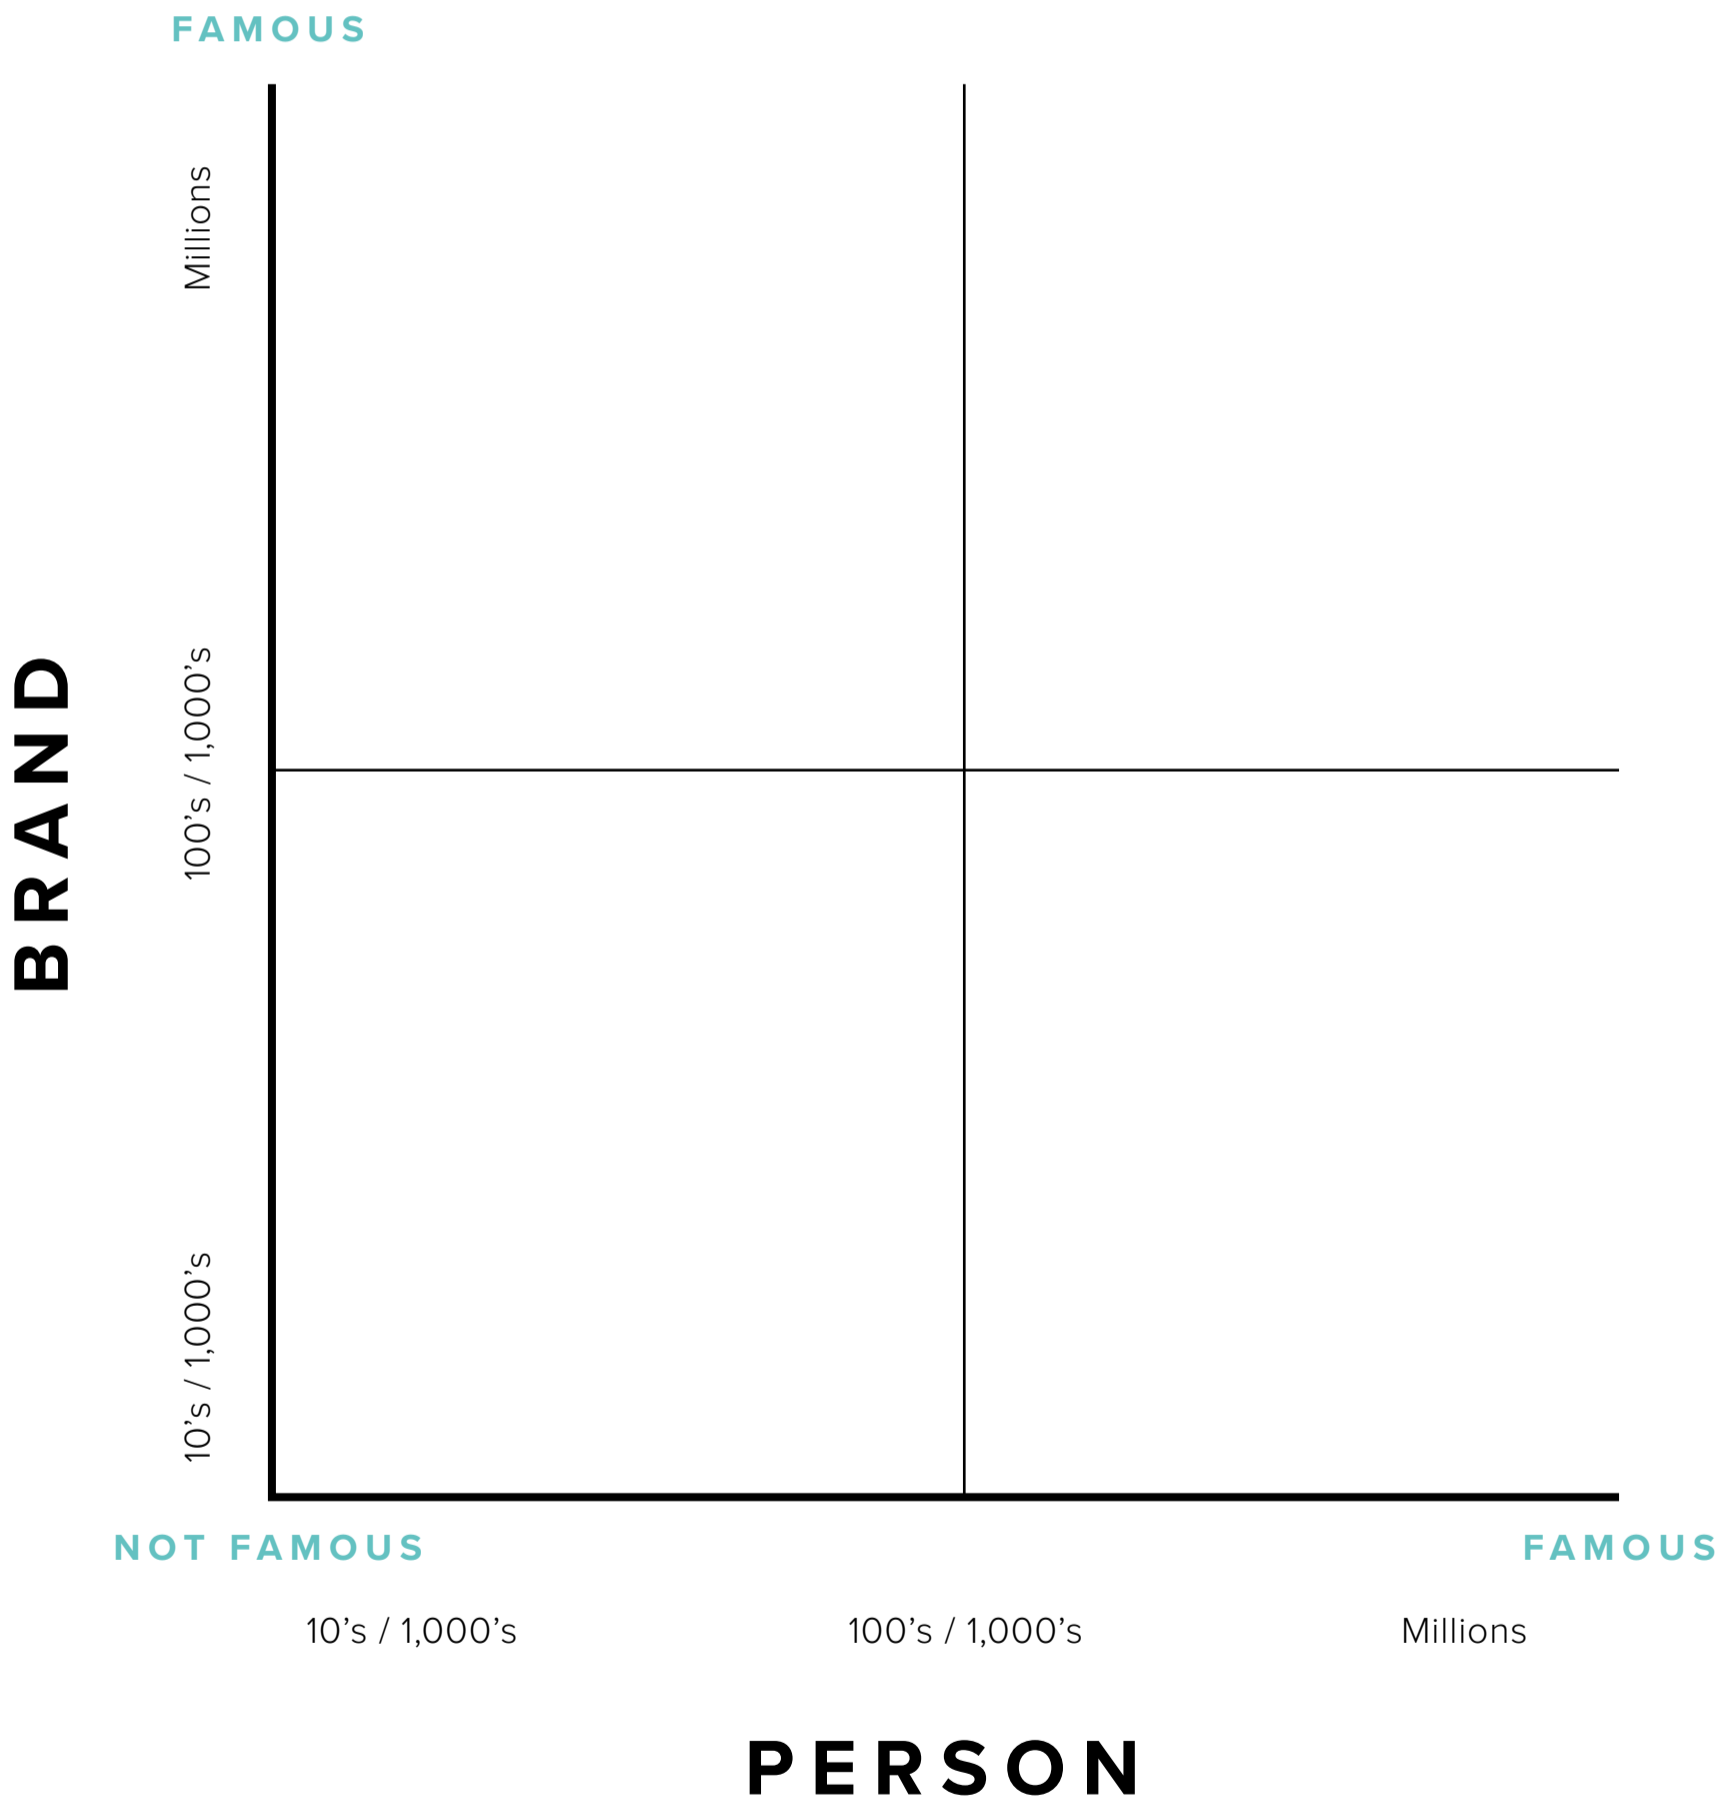 FAMOUS
Millions
100's / 1,000's
BRAND
10's / 1,000's
NOT FAMOUS
FAMOUS
10's / 1,000's
100's / 1,000's
Millions
PERSON